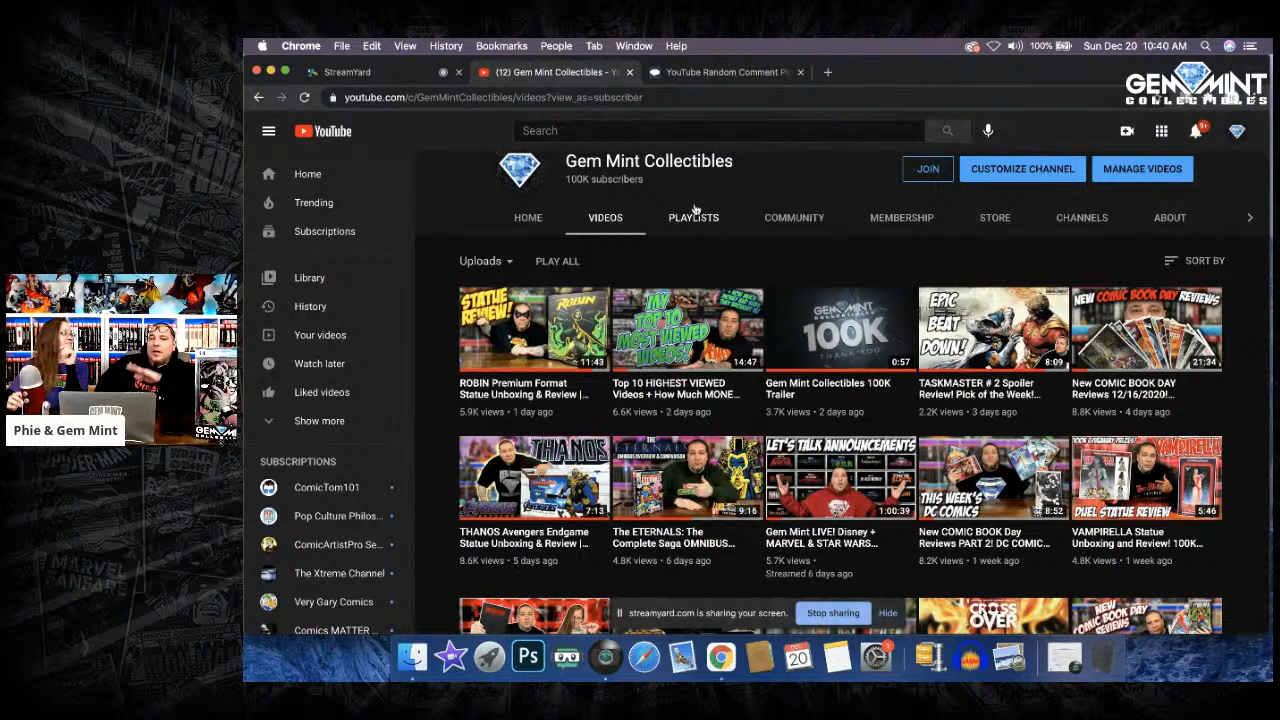 Chrome File Edit View History Bookmarks People Tab Window Help 100% Sun Dec 20 10:40 AM
StreamYard (12) Gem Mint Collectibles - Yo YouTube Random Comment Pi
youtube.com/c/GemMintCollectibles/videos?view_as=subscriber
GEM MINT
COLLECTIBLES
YouTube Search 9+
Gem Mint Collectibles
100K subscribers
JOIN CUSTOMIZE CHANNEL MANAGE VIDEOS
HOME VIDEOS PLAYLISTS COMMUNITY MEMBERSHIP STORE CHANNELS ABOUT
Home
Trending
Subscriptions
Library
History
Your videos
Watch later
Liked videos
Show more
SUBSCRIPTIONS
ComicTom101
Pop Culture Philos...
ComicArtistPro Se...
The Xtreme Channel
Very Gary Comics
Comics MATTER ...
Uploads PLAY ALL SORT BY
STATUE REVIEW!
ROBIN
11:43
ROBIN Premium Format
Statue Unboxing & Review |...
5.9K views • 1 day ago
MY TOP 10 MOST VIEWED VIDEOS!
14:47
Top 10 HIGHEST VIEWED
Videos + How Much MONE...
6.6K views • 2 days ago
GEM MINT
100K
THANK YOU
0:57
Gem Mint Collectibles 100K
Trailer
3.7K views • 2 days ago
EPIC BEAT DOWN!
8:09
TASKMASTER # 2 Spoiler
Review! Pick of the Week!...
2.2K views • 3 days ago
NEW COMIC BOOK DAY REVIEWS
21:34
New COMIC BOOK DAY
Reviews 12/16/2020!...
8.8K views • 4 days ago
THANOS
7:13
THANOS Avengers Endgame
Statue Unboxing & Review |...
8.6K views • 5 days ago
THE ETERNALS
9:16
The ETERNALS: The
Complete Saga OMNIBUS...
4.8K views • 6 days ago
LET'S TALK ANNOUNCEMENTS
1:00:39
Gem Mint LIVE! Disney +
MARVEL & STAR WARS...
5.7K views •
Streamed 6 days ago
THIS WEEK'S
DC COMICS
8:52
New COMIC BOOK Day
Reviews PART 2! DC COMIC...
8.2K views • 1 week ago
100K GIVEAWAY PRIZES!
VAMPIRELLA
DUEL STATUE REVIEW
5:46
VAMPIRELLA Statue
Unboxing and Review! 100K...
4.8K views • 1 week ago
CROSS
OVER
NEW COMIC BOOK DAY
streamyard.com is sharing your screen. Stop sharing Hide
Ps DEC 20 1
Phie & Gem Mint